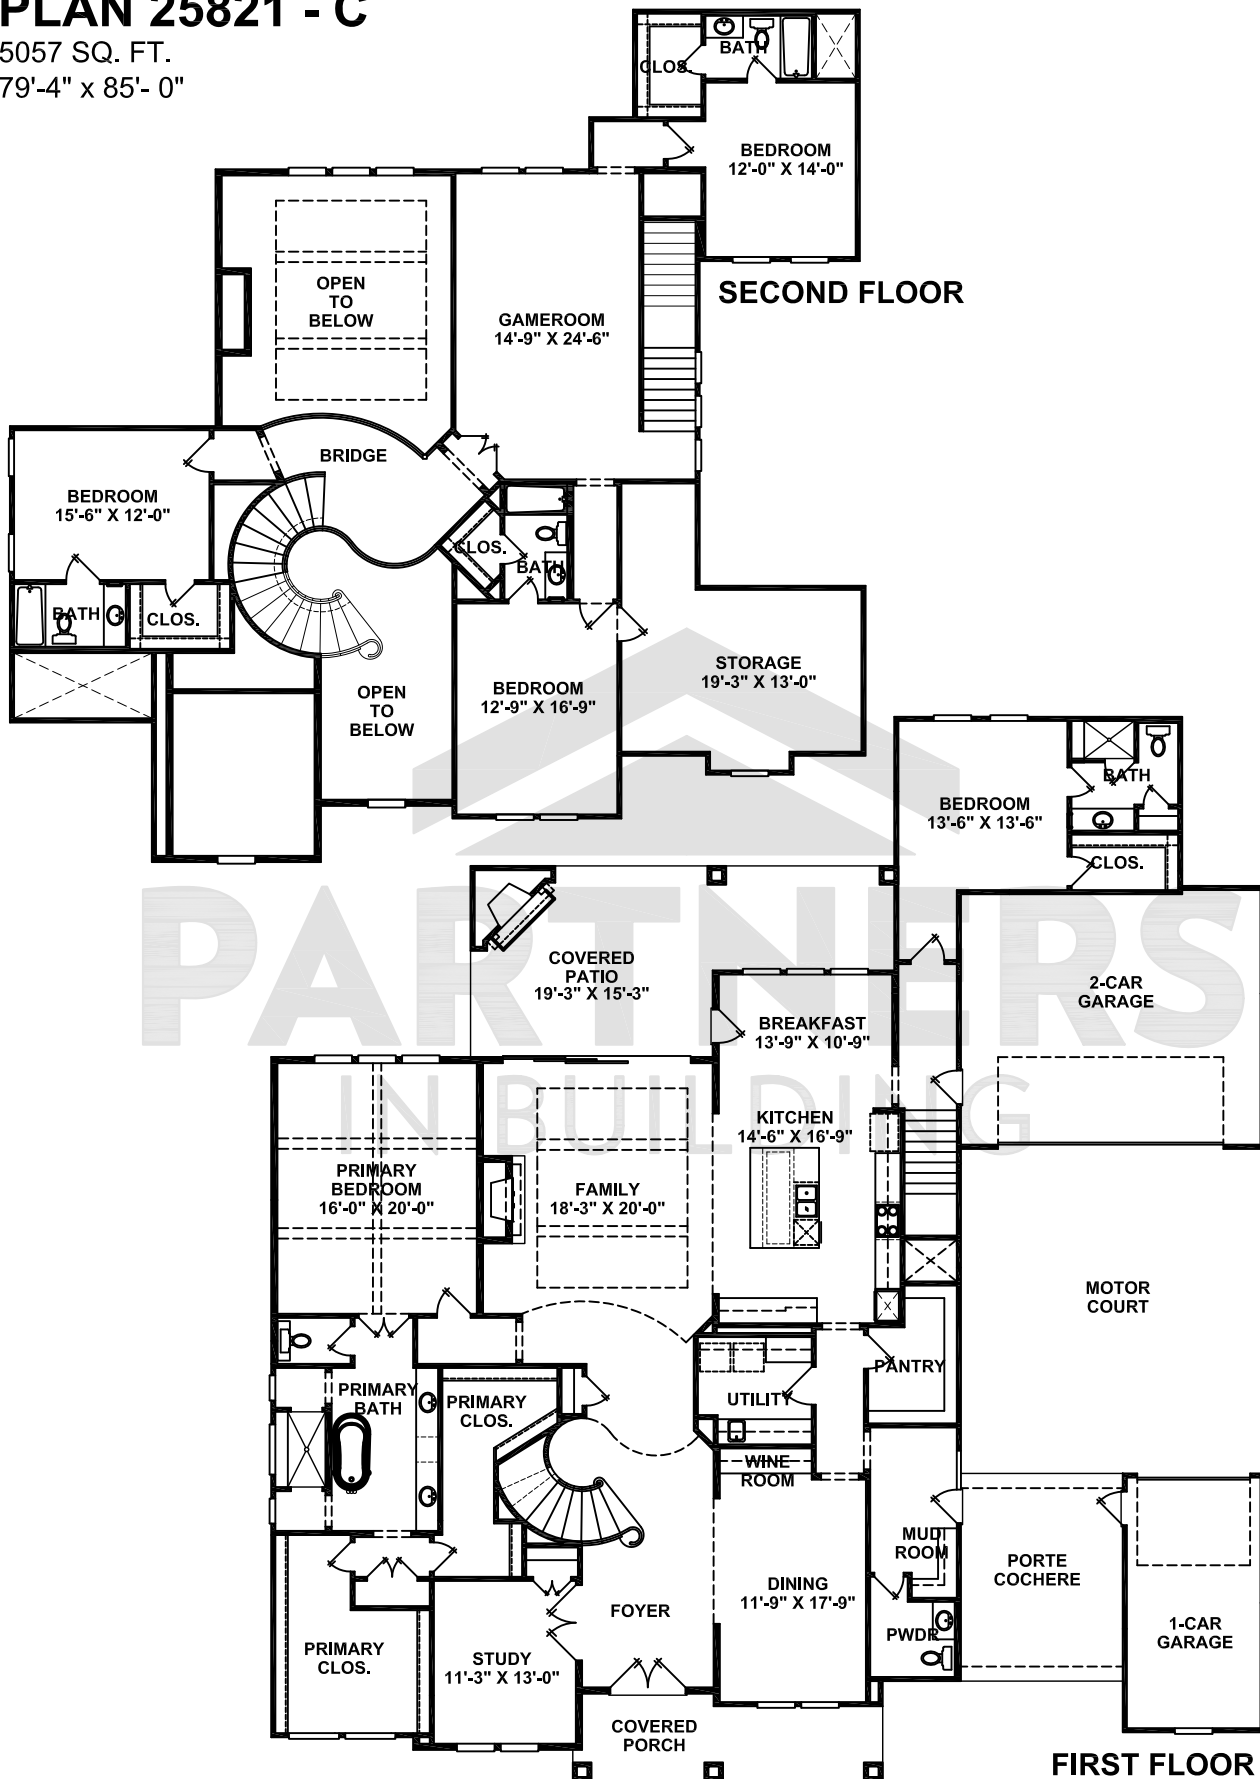 PLAN 25821 - C
5057 SQ. FT.
79'-4" x 85'- 0"
CLOS.
BATH
BEDROOM
12'-0" X 14'-0"
SECOND FLOOR
OPEN
TO
BELOW
GAMEROOM
14'-9" X 24'-6"
BRIDGE
BEDROOM
15'-6" X 12'-0"
BATH
CLOS.
CLOS.
BATH
OPEN
TO
BELOW
BEDROOM
12'-9" X 16'-9"
STORAGE
19'-3" X 13'-0"
BEDROOM
13'-6" X 13'-6"
BATH
CLOS.
PARTNERS
IN BUILDING
COVERED
PATIO
19'-3" X 15'-3"
BREAKFAST
13'-9" X 10'-9"
2-CAR
GARAGE
KITCHEN
14'-6" X 16'-9"
PRIMARY
BEDROOM
16'-0" X 20'-0"
FAMILY
18'-3" X 20'-0"
MOTOR
COURT
PANTRY
UTILITY
PRIMARY
BATH
PRIMARY
CLOS.
WINE
ROOM
MUD
ROOM
PORTE
COCHERE
DINING
11'-9" X 17'-9"
FOYER
PWDR
1-CAR
GARAGE
PRIMARY
CLOS.
STUDY
11'-3" X 13'-0"
COVERED
PORCH
FIRST FLOOR